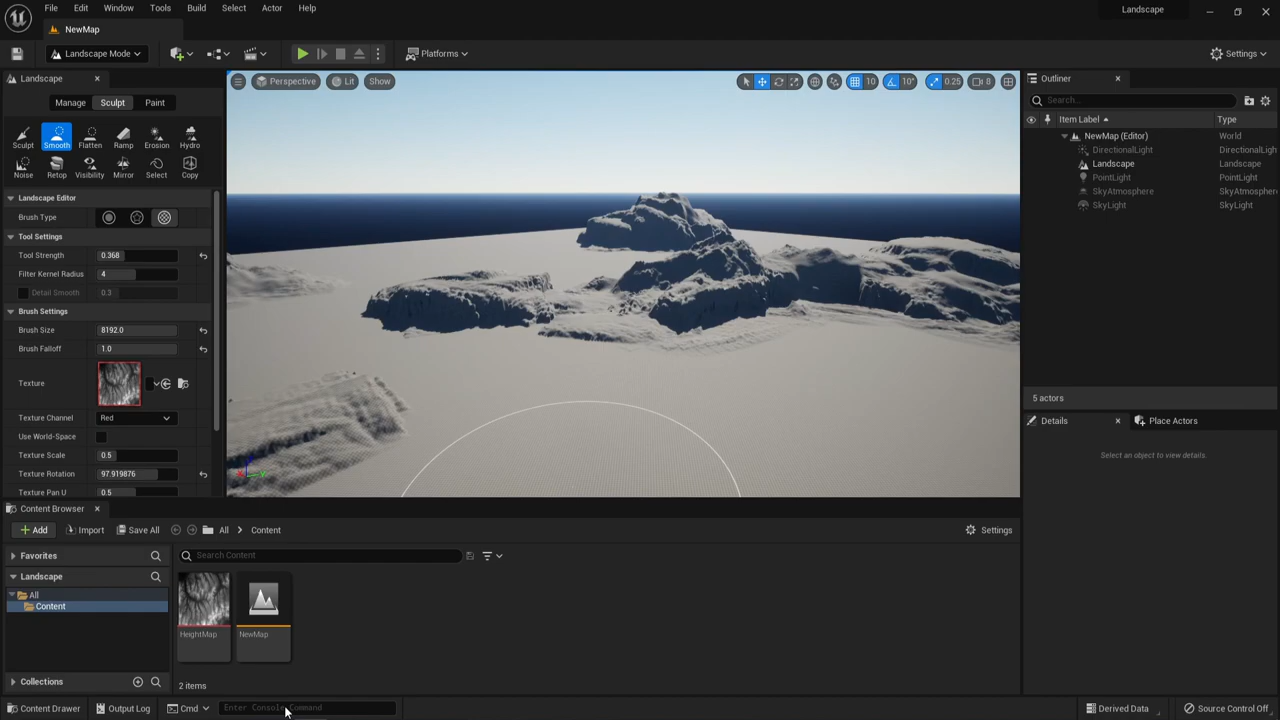 File Edit Window Tools Build Select Actor Help
Landscape
NewMap
Landscape Mode
Platforms
Settings
Landscape
Manage Sculpt Paint
Sculpt Smooth Flatten Ramp Erosion Hydro
Noise Retop Visibility Mirror Select Copy
Landscape Editor
Brush Type
Tool Settings
Tool Strength 0.368
Filter Kernel Radius 4
Detail Smooth 0.3
Brush Settings
Brush Size 8192.0
Brush Falloff 1.0
Texture
Texture Channel Red
Use World-Space
Texture Scale 0.5
Texture Rotation 97.919876
Texture Pan U 0.5
Perspective Lit Show
10 10° 0.25 8
Outliner
Search...
Item Label Type
NewMap (Editor) World
DirectionalLight DirectionalLigh
Landscape Landscape
PointLight PointLight
SkyAtmosphere SkyAtmosphere
SkyLight SkyLight
5 actors
Details Place Actors
Select an object to view details.
Content Browser
Add Import Save All All Content Settings
Favorites
Search Content
Landscape
All
Content
HeightMap NewMap
Collections
2 items
Content Drawer Output Log Cmd Enter Console Command Derived Data Source Control Off